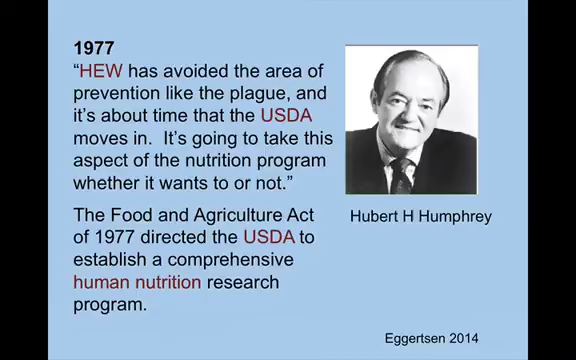 1977
“HEW has avoided the area of
prevention like the plague, and
it’s about time that the USDA
moves in.  It’s going to take this
aspect of the nutrition program
whether it wants to or not.”
The Food and Agriculture Act
of 1977 directed the USDA to
establish a comprehensive
human nutrition research
program.
Hubert H Humphrey
Eggertsen 2014